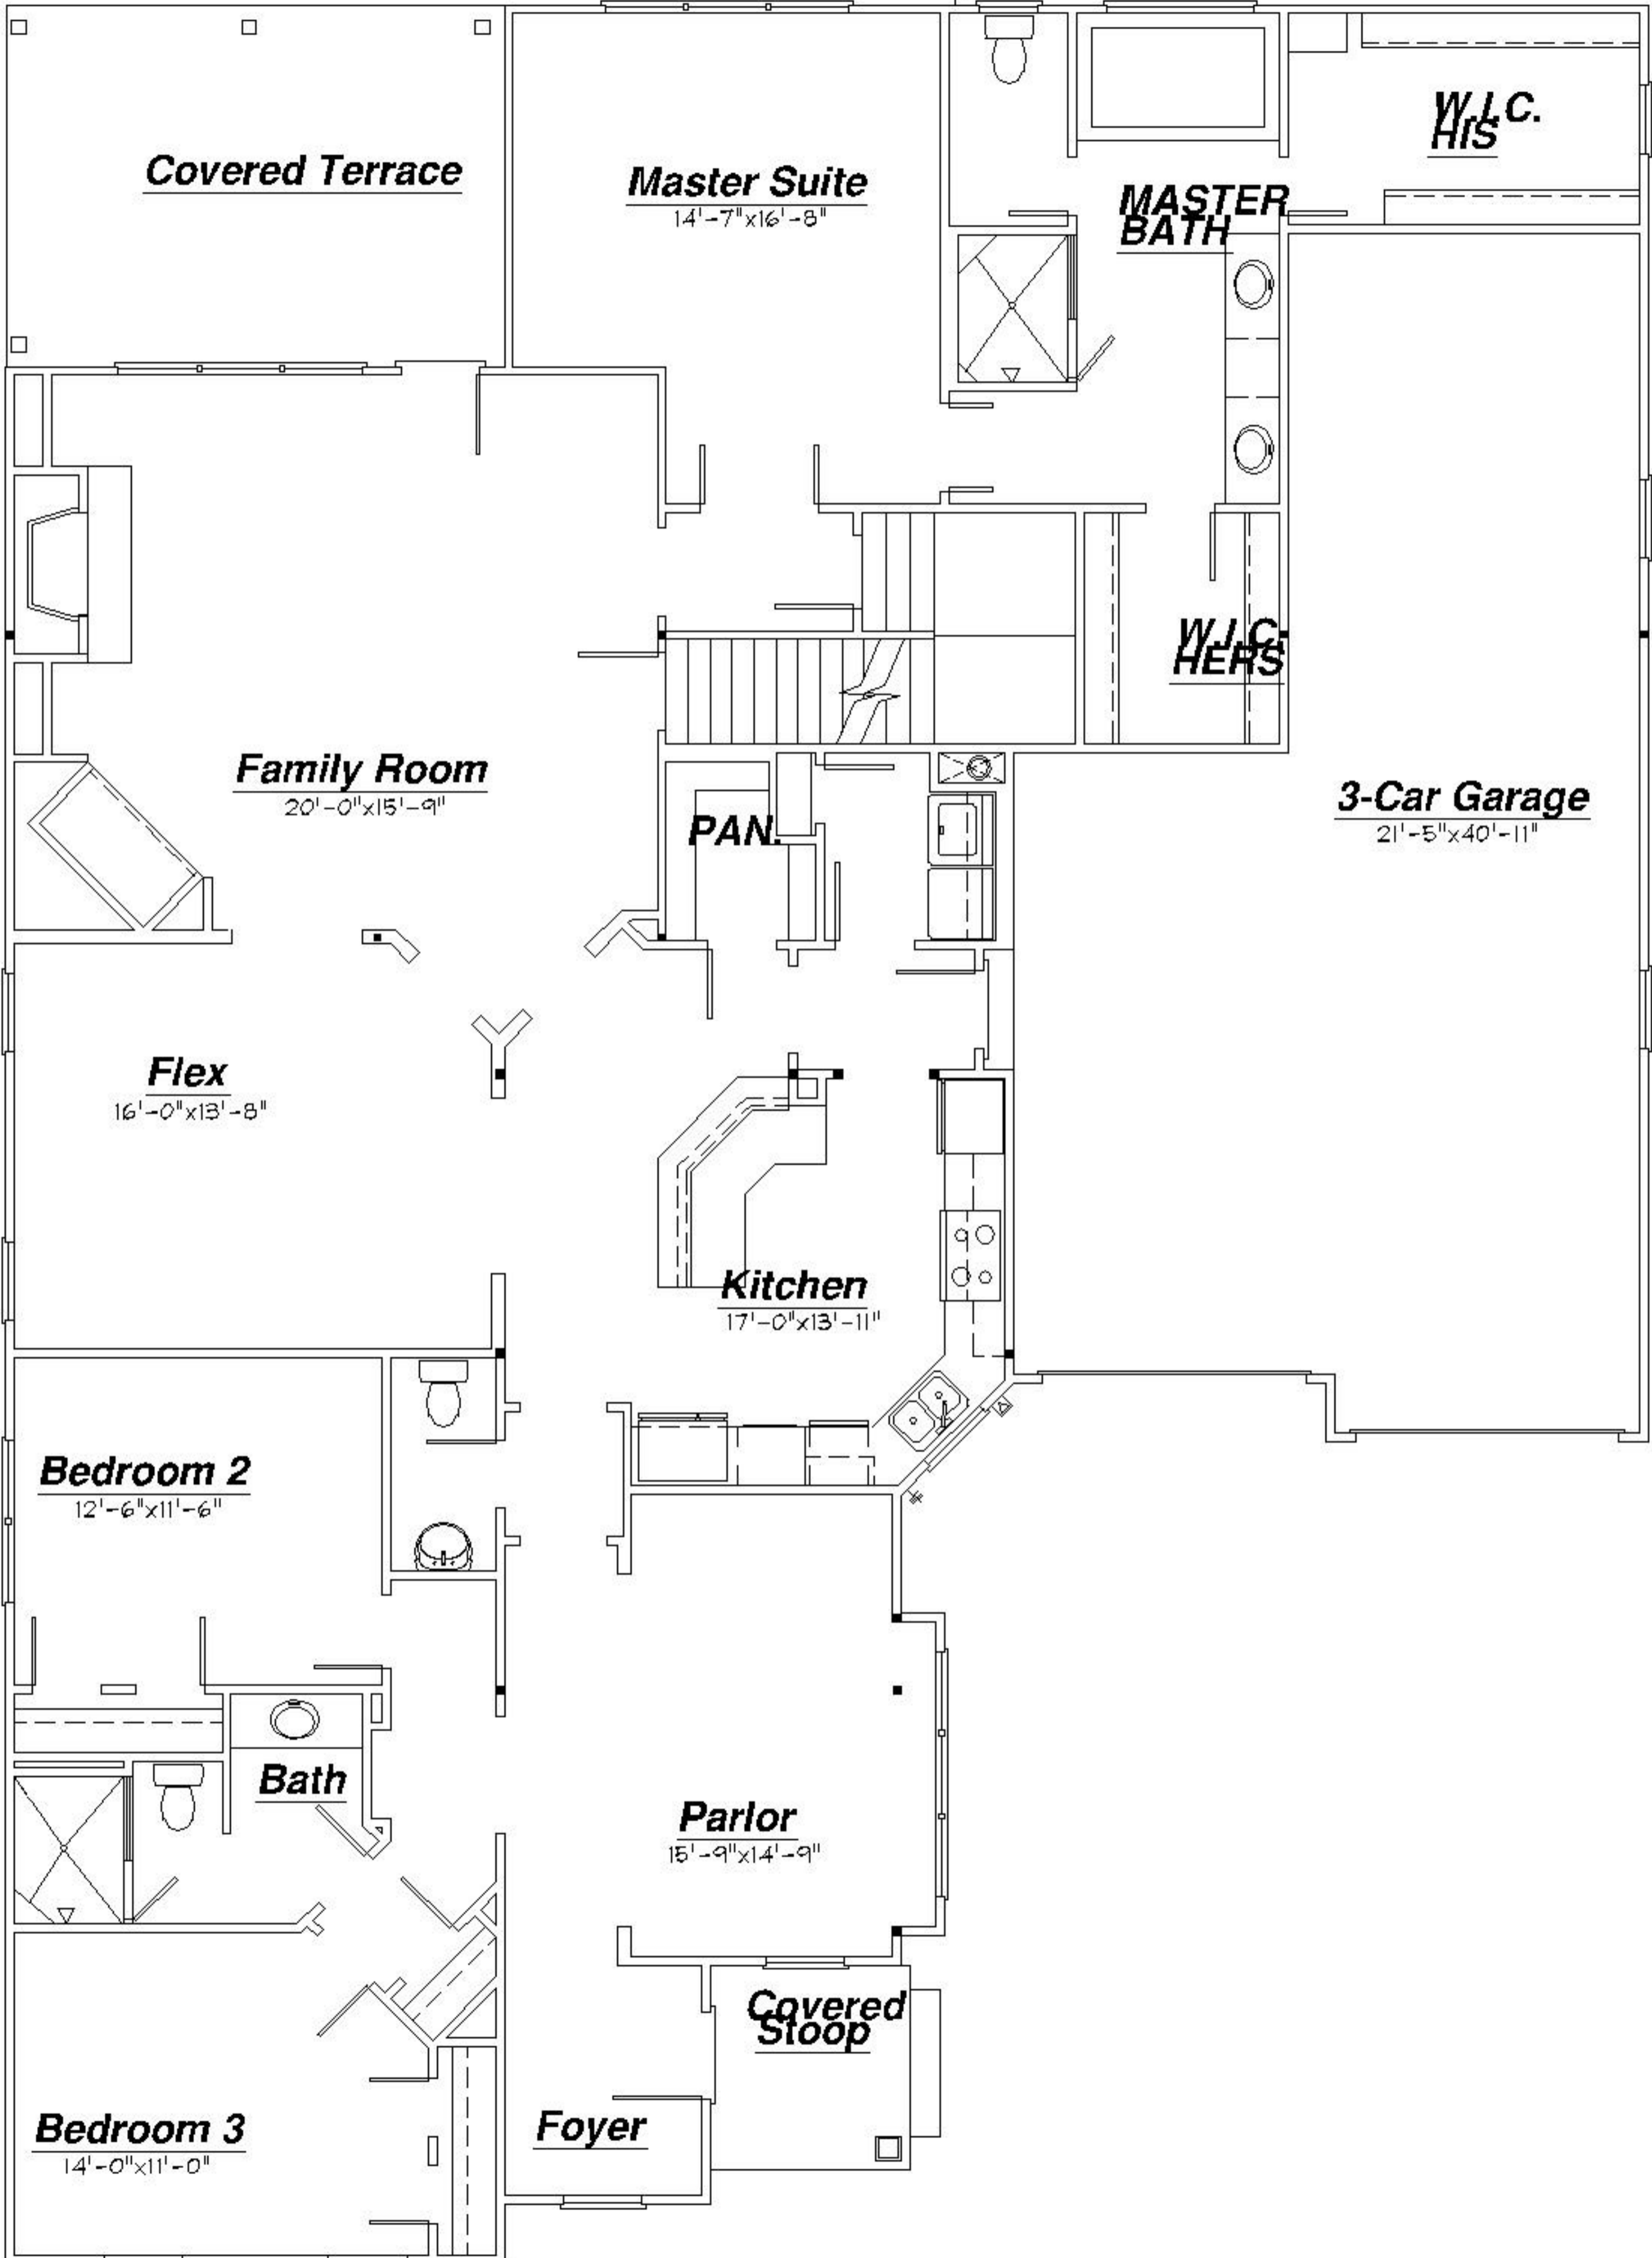 W.I.C.
HIS
Covered Terrace
Master Suite
14'-7"x16'-8"
MASTER
BATH
W.I.C.
HERS
Family Room
20'-0"x15'-9"
PAN.
3-Car Garage
21'-5"x40'-11"
Flex
16'-0"x13'-8"
Kitchen
17'-0"x13'-11"
Bedroom 2
12'-6"x11'-6"
Bath
Parlor
15'-9"x14'-9"
Covered
Stoop
Foyer
Bedroom 3
14'-0"x11'-0"